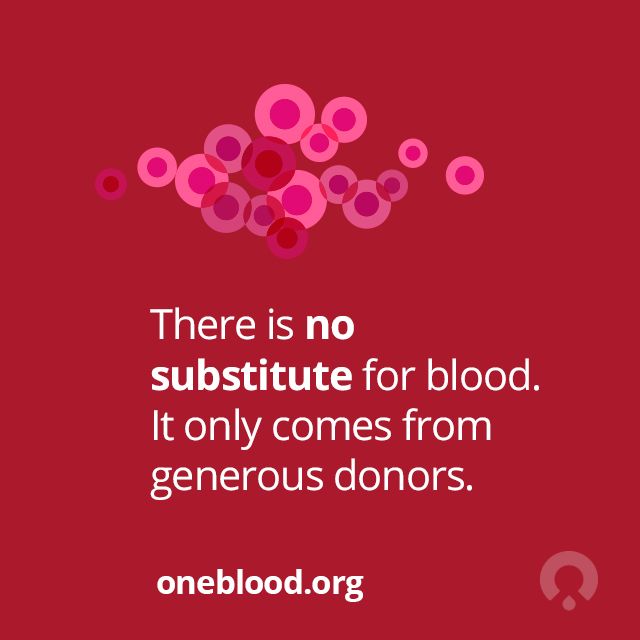 There is no
substitute for blood.
It only comes from
generous donors.
oneblood.org